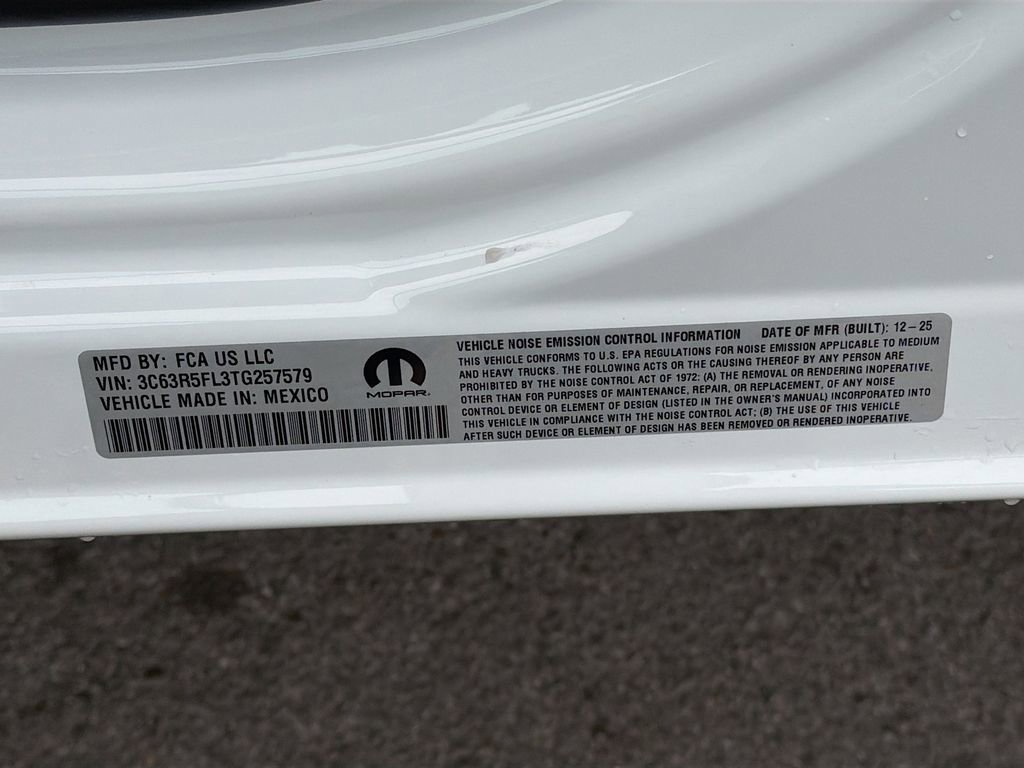 MFD BY: FCA US LLC
VIN: 3C63R5FL3TG257579
VEHICLE MADE IN: MEXICO
MOPAR®
VEHICLE NOISE EMISSION CONTROL INFORMATION DATE OF MFR (BUILT): 12-25
THIS VEHICLE CONFORMS TO U.S. EPA REGULATIONS FOR NOISE EMISSION APPLICABLE TO MEDIUM
AND HEAVY TRUCKS. THE FOLLOWING ACTS OR THE CAUSING THEREOF BY ANY PERSON ARE
PROHIBITED BY THE NOISE CONTROL ACT OF 1972: (A) THE REMOVAL OR RENDERING INOPERATIVE,
OTHER THAN FOR PURPOSES OF MAINTENANCE, REPAIR, OR REPLACEMENT, OF ANY NOISE
CONTROL DEVICE OR ELEMENT OF DESIGN (LISTED IN THE OWNER'S MANUAL) INCORPORATED INTO
THIS VEHICLE IN COMPLIANCE WITH THE NOISE CONTROL ACT; (B) THE USE OF THIS VEHICLE
AFTER SUCH DEVICE OR ELEMENT OF DESIGN HAS BEEN REMOVED OR RENDERED INOPERATIVE.